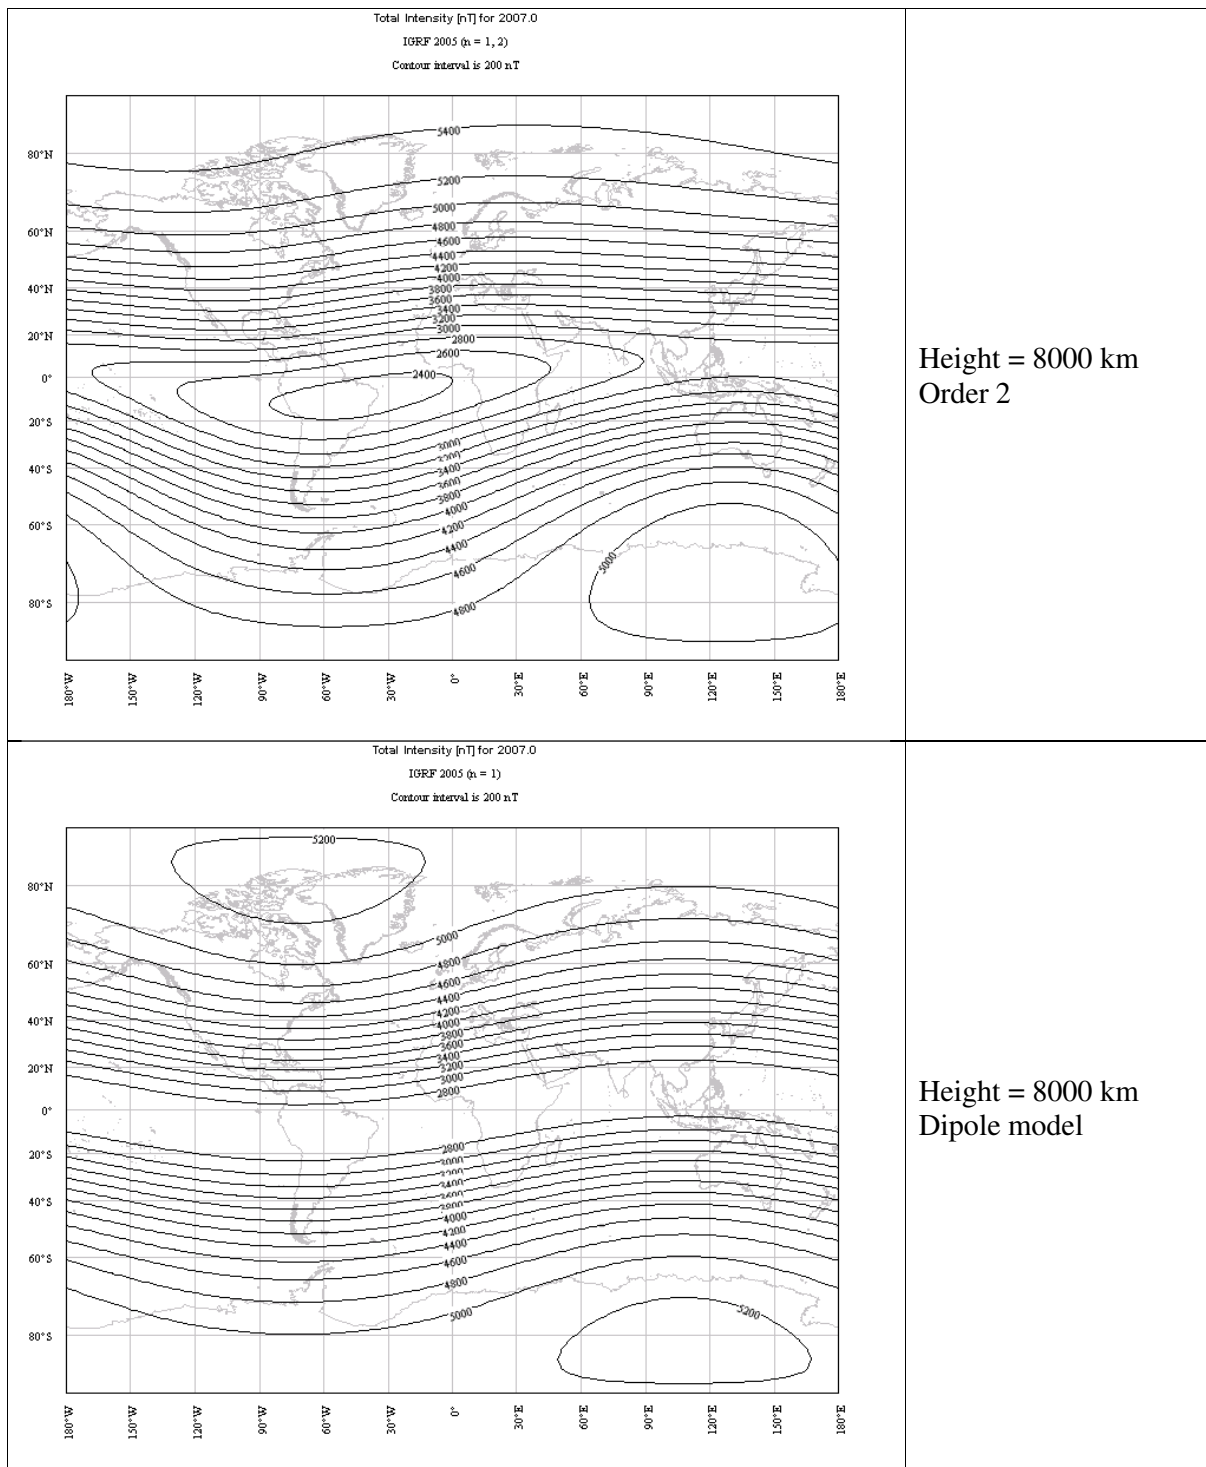 Total Intensity [nT] for 2007.0
IGRF 2005 (n = 1, 2)
Contour interval is 200 nT
5400
80°N
5200
5000
4800
60°N
4600
4400
4200
4000
40°N
3800
3600
3400
3200
3000
20°N
2800
2600
2400
0°
20°S
3000
3200
3400
40°S
3600
3800
4000
4200
60°S
4400
5000
4600
80°S
4800
180°W
150°W
120°W
90°W
60°W
30°W
0°
30°E
60°E
90°E
120°E
150°E
180°E
Height = 8000 km
Order 2
Total Intensity [nT] for 2007.0
IGRF 2005 (n = 1)
Contour interval is 200 nT
5200
80°N
5000
4800
60°N
4600
4400
4200
4000
40°N
3800
3600
3400
3200
20°N
3000
2800
0°
2800
20°S
3000
3200
3400
40°S
3600
3800
4000
4200
4400
60°S
4600
4800
5000
5200
80°S
180°W
150°W
120°W
90°W
60°W
30°W
0°
30°E
60°E
90°E
120°E
150°E
180°E
Height = 8000 km
Dipole model